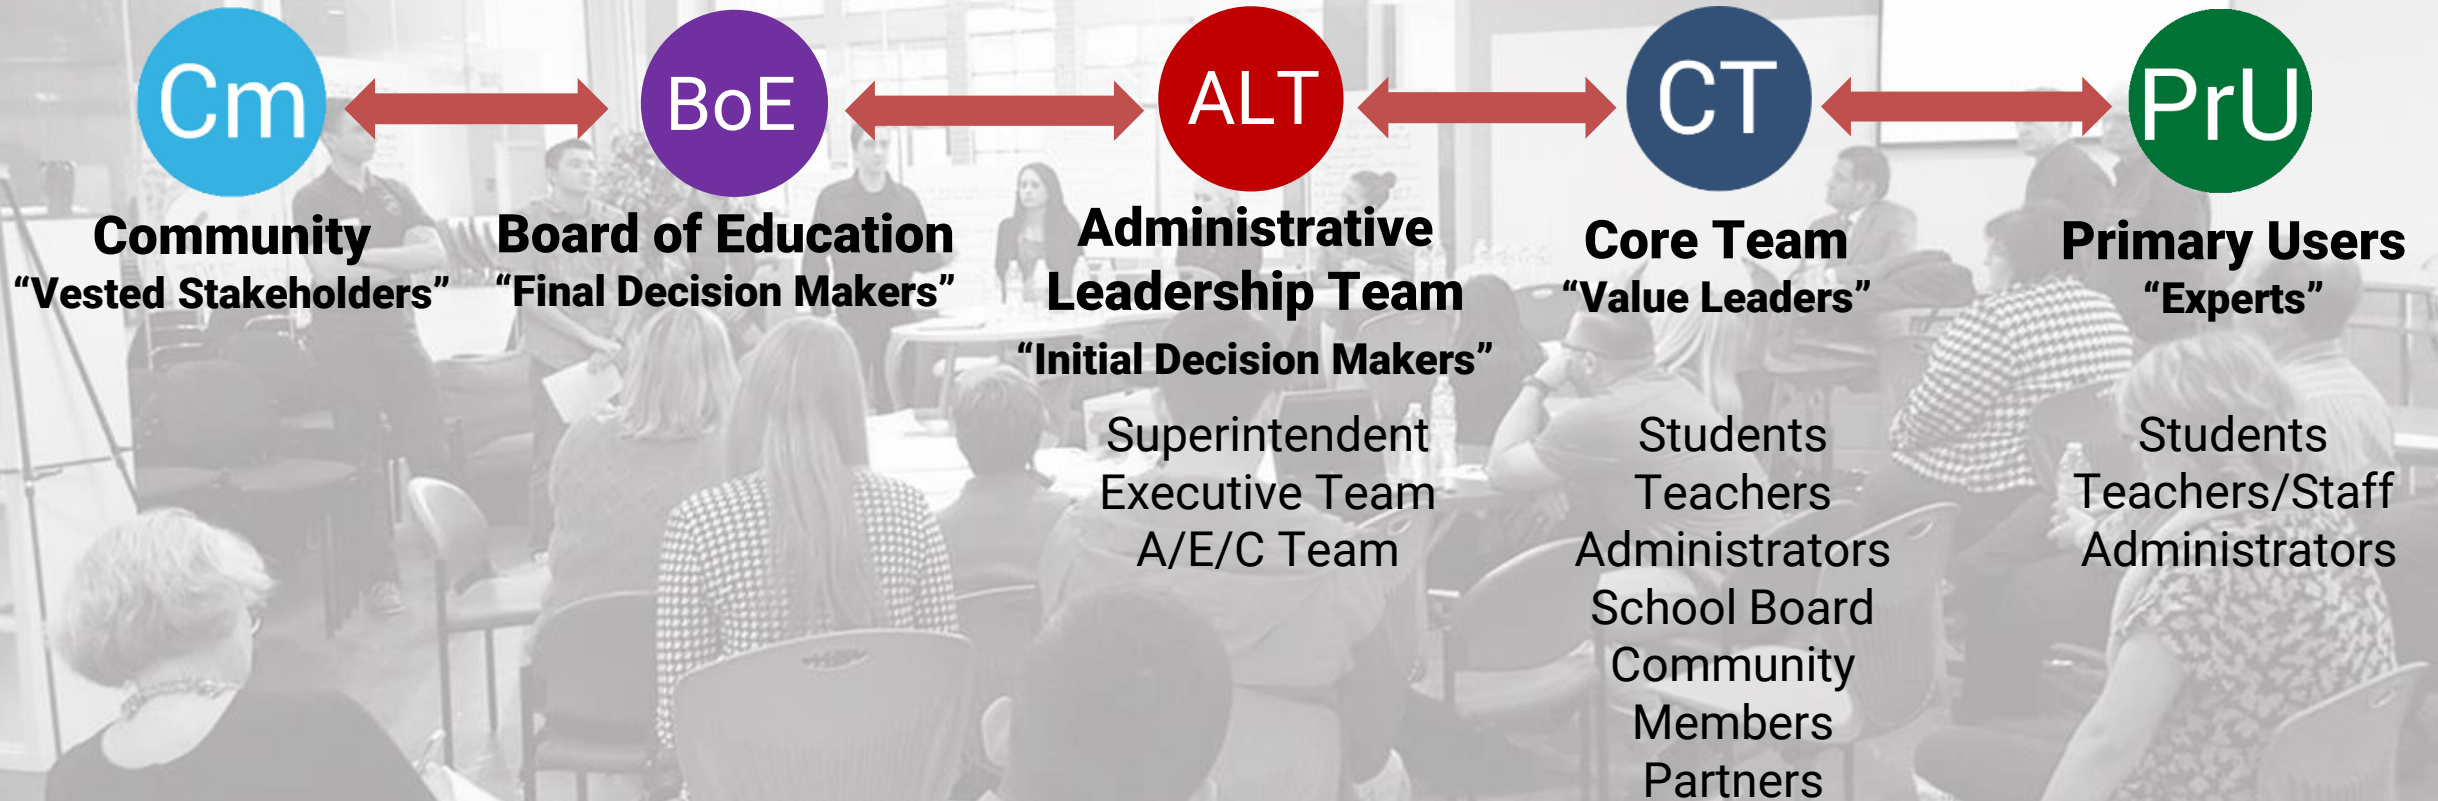 Cm
BoE
ALT
CT
PrU
Community
“Vested Stakeholders”
Board of Education
“Final Decision Makers”
Administrative
Leadership Team
“Initial Decision Makers”
Superintendent
Executive Team
A/E/C Team
Core Team
“Value Leaders”
Students
Teachers
Administrators
School Board
Community
Members
Partners
Primary Users
“Experts”
Students
Teachers/Staff
Administrators